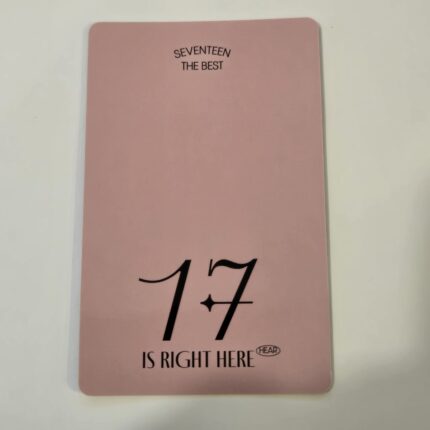 SEVENTEEN
THE BEST
17
IS RIGHT HERE HEAR